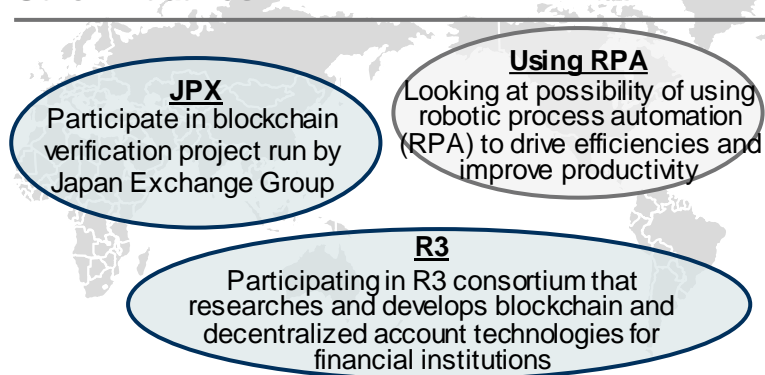 JPX
Participate in blockchain
verification project run by
Japan Exchange Group
Using RPA
Looking at possibility of using
robotic process automation
(RPA) to drive efficiencies and
improve productivity
R3
Participating in R3 consortium that
researches and develops blockchain and
decentralized account technologies for
financial institutions